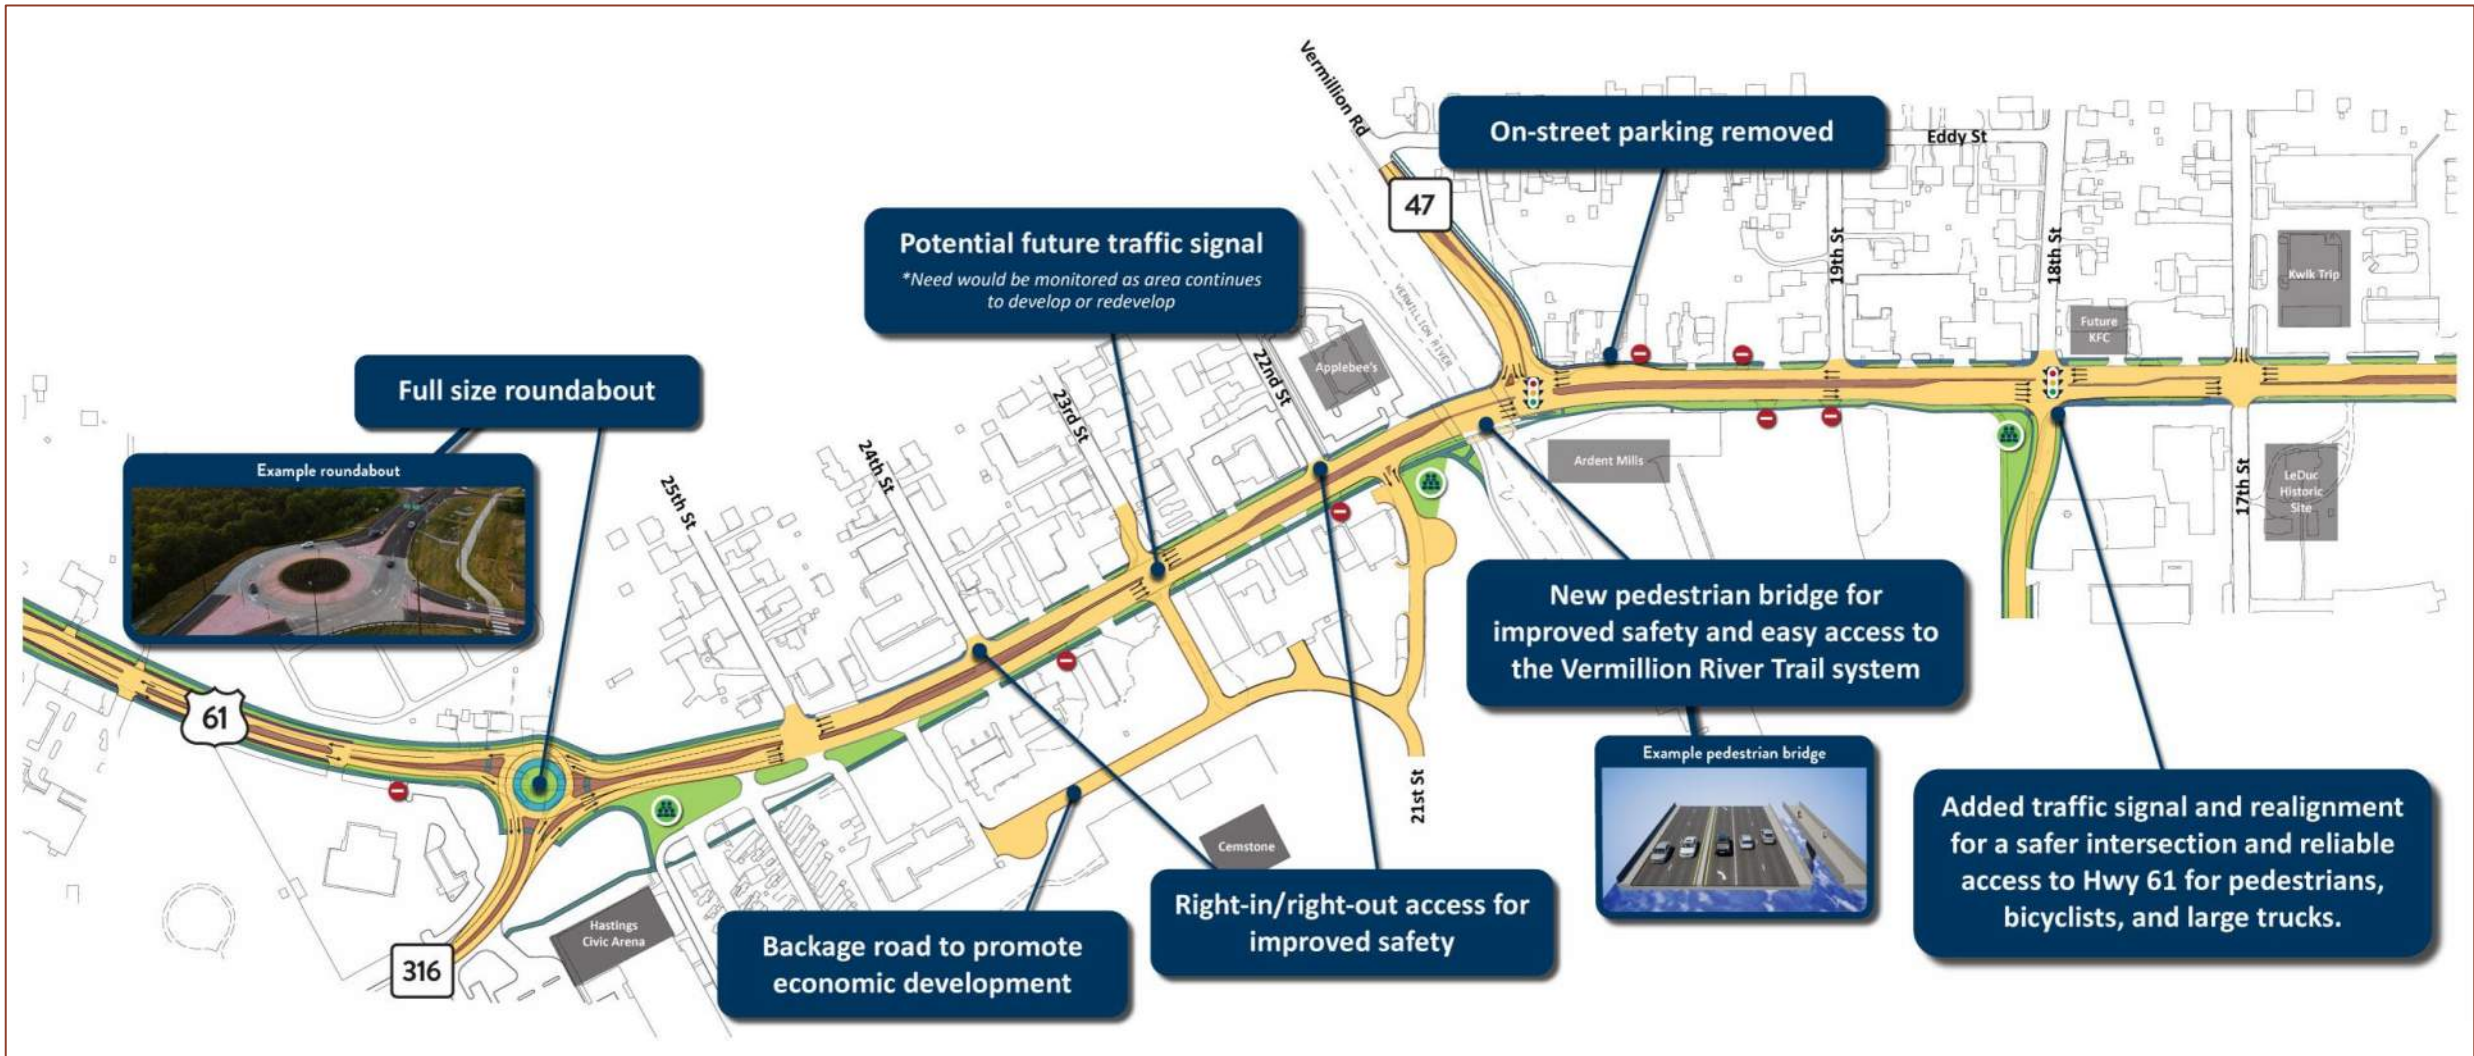 Vermillion Rd
On-street parking removed
Eddy St
47
Potential future traffic signal
*Need would be monitored as area continues
to develop or redevelop
19th St
18th St
Kwik Trip
VERMILLION RIVER
Future
KFC
Applebee's
22nd St
Full size roundabout
23rd St
Example roundabout
24th St
25th St
Ardent Mills
17th St
LeDuc
Historic
Site
New pedestrian bridge for
improved safety and easy access to
the Vermillion River Trail system
61
Example pedestrian bridge
21st St
Cemstone
Added traffic signal and realignment
for a safer intersection and reliable
access to Hwy 61 for pedestrians,
bicyclists, and large trucks.
Right-in/right-out access for
improved safety
Hastings
Civic Arena
Backage road to promote
economic development
316